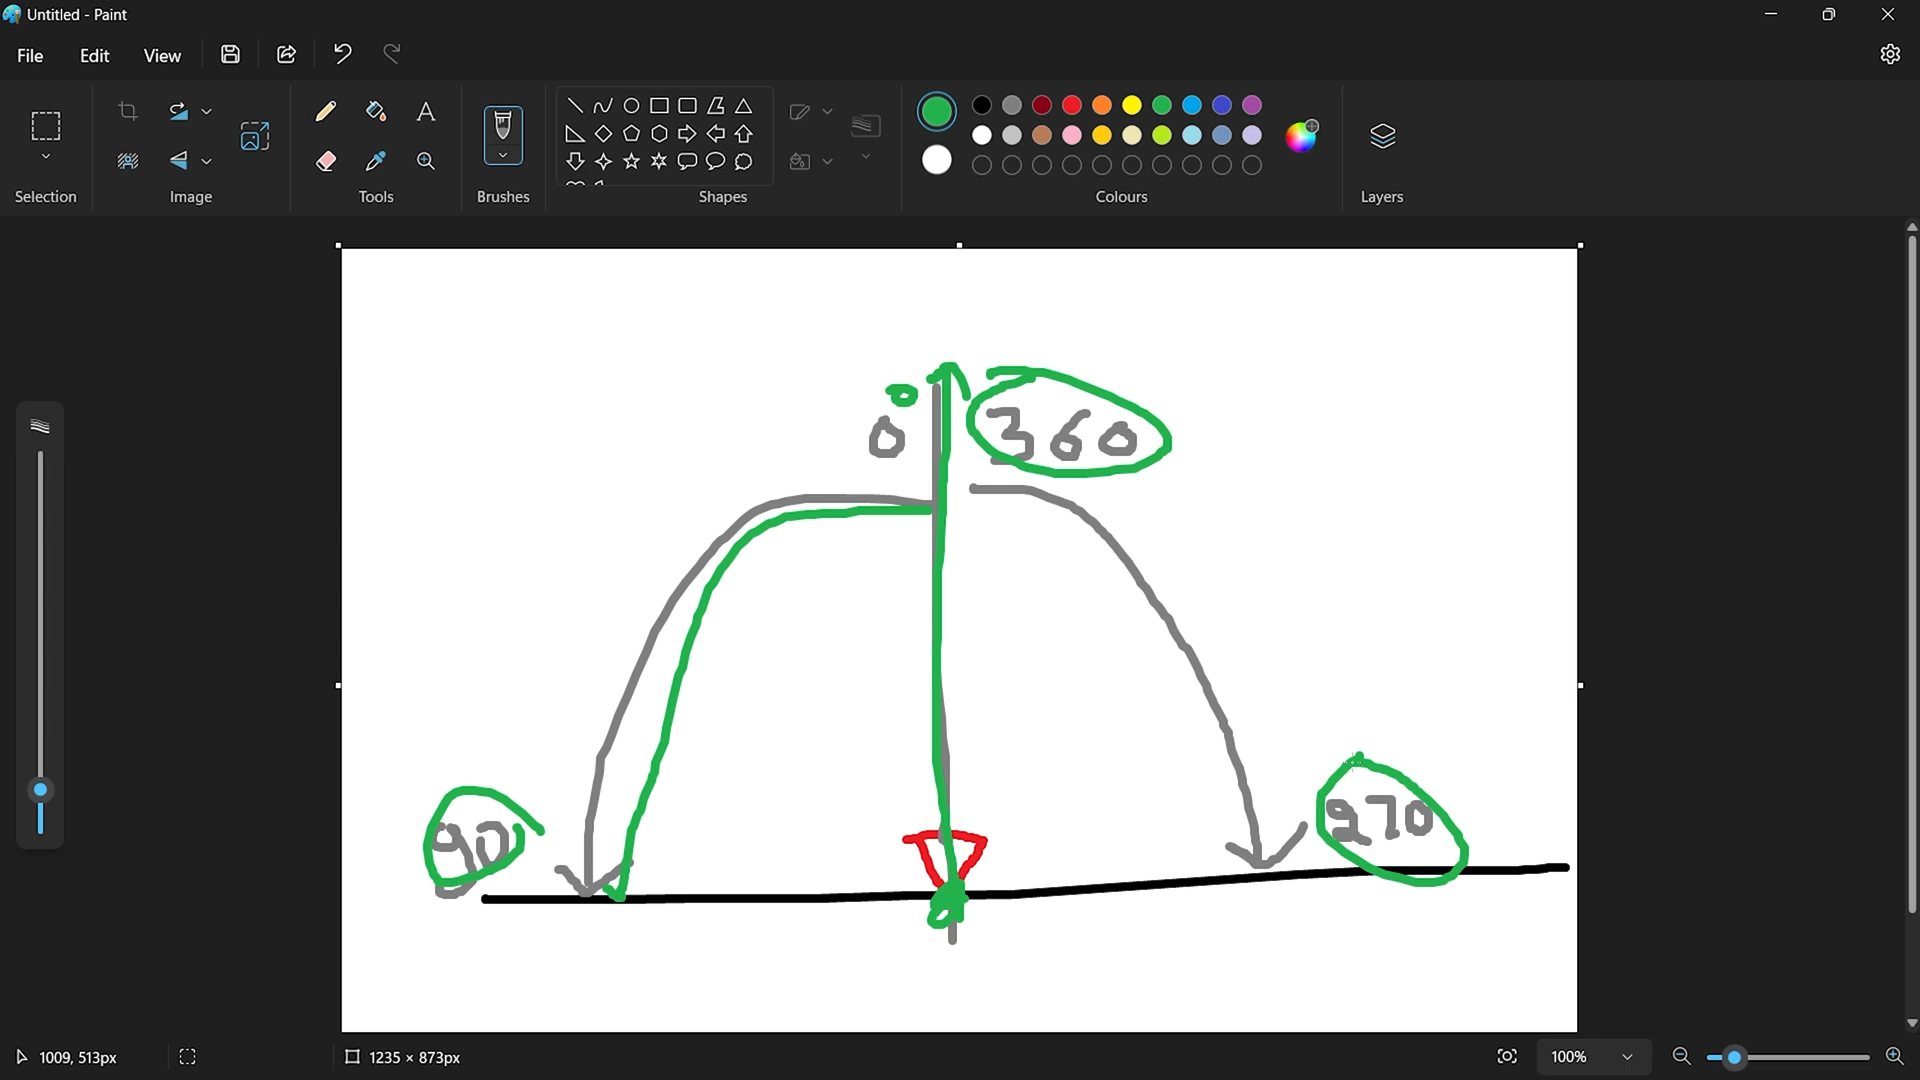 Untitled - Paint
File Edit View
Selection Image Tools Brushes Shapes Colours Layers
0 360
90 270
1009, 513px 1235 × 873px 100%